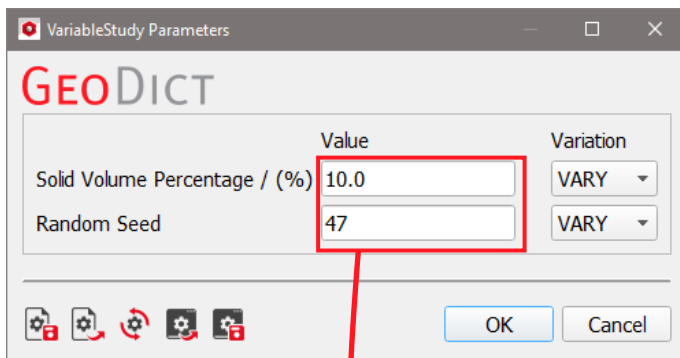 VariableStudy Parameters
GEODICT
Value Variation
Solid Volume Percentage / (%) 10.0 VARY
Random Seed 47 VARY
OK Cancel